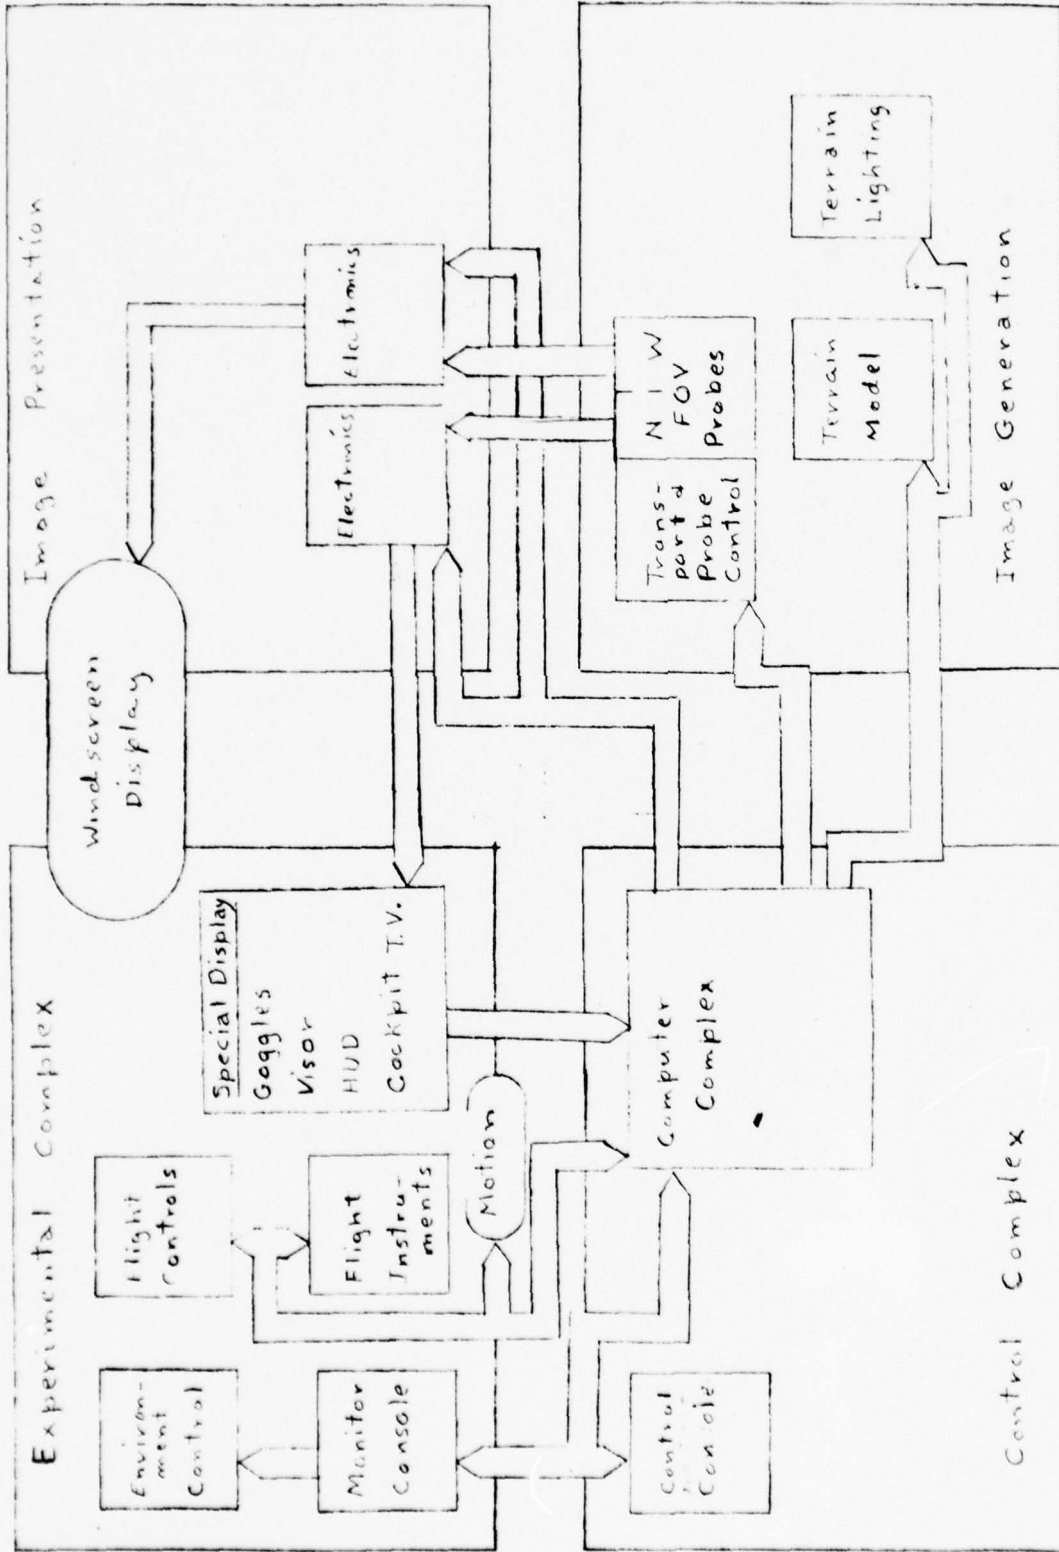 Experimental Complex
Environ-
ment
Control
Monitor
Console
Flight
Controls
Flight
Instru-
ments
Motion
Special Display
Goggles
Visor
HUD
Cockpit T.V.
Windscreen
Display
Image Presentation
Electronics
Electronics
Control
Console
Computer
Complex
Control Complex
Trans-
port &
Probe
Control
N | W
FOV
Probes
Terrain
Model
Terrain
Lighting
Image Generation